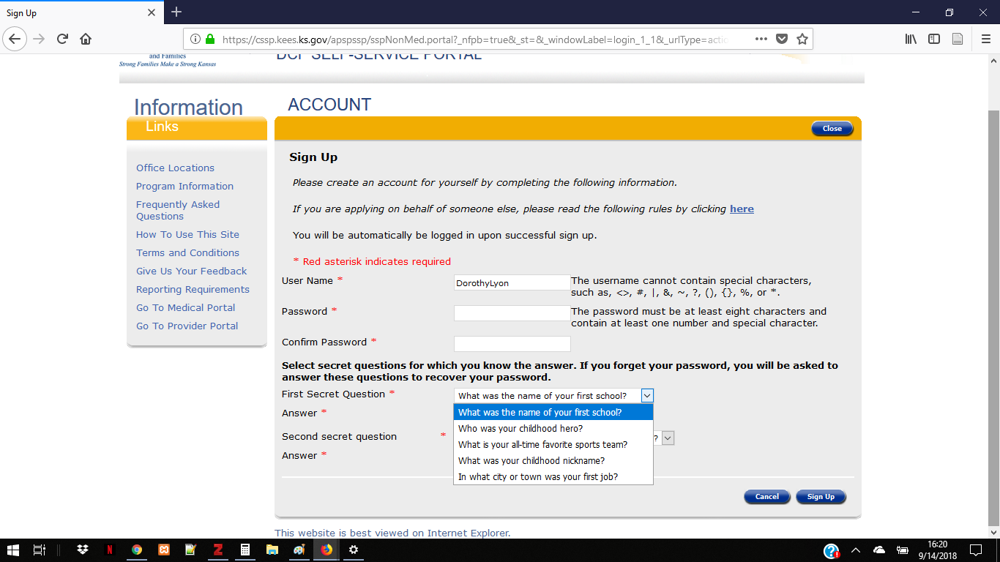 Sign Up
https://cssp.kees.ks.gov/apspssp/sspNonMed.portal?_nfpb=true&_st=&_windowLabel=login_1_1&_urlType=actio
and Families
Strong Families Make a Strong Kansas
DCF SELF-SERVICE PORTAL
Information
Links
Office Locations
Program Information
Frequently Asked
Questions
How To Use This Site
Terms and Conditions
Give Us Your Feedback
Reporting Requirements
Go To Medical Portal
Go To Provider Portal
ACCOUNT
Close
Sign Up
Please create an account for yourself by completing the following information.
If you are applying on behalf of someone else, please read the following rules by clicking here
You will be automatically be logged in upon successful sign up.
* Red asterisk indicates required
User Name * DorothyLyon The username cannot contain special characters,
such as, <>, #, |, &, ~, ?, (), {}, %, or *.
Password * The password must be at least eight characters and
contain at least one number and special character.
Confirm Password *
Select secret questions for which you know the answer. If you forget your password, you will be asked to
answer these questions to recover your password.
First Secret Question * What was the name of your first school?
What was the name of your first school?
Answer *
Who was your childhood hero?
Second secret question * ?
What is your all-time favorite sports team?
Answer *
What was your childhood nickname?
In what city or town was your first job?
Cancel Sign Up
This website is best viewed on Internet Explorer.
16:20
9/14/2018